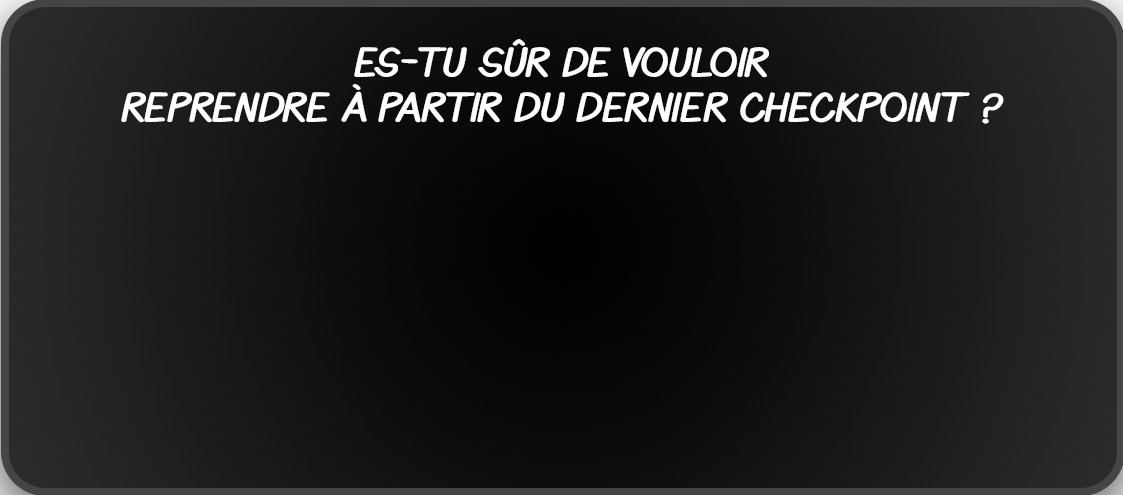 ES-TU SÛR DE VOULOIR
REPRENDRE À PARTIR DU DERNIER CHECKPOINT ?